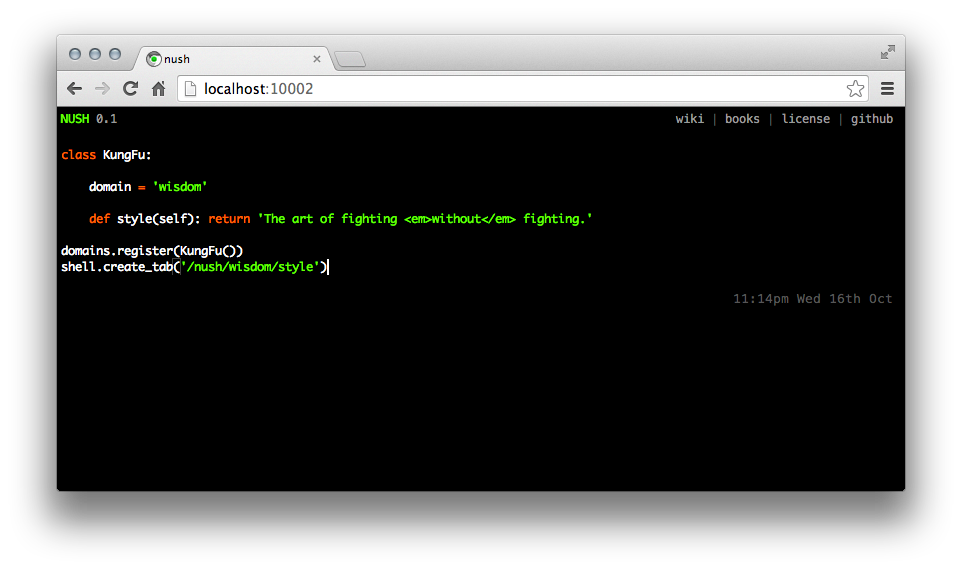 nush
localhost:10002
NUSH 0.1 wiki | books | license | github
class KungFu:
    domain = 'wisdom'
    def style(self): return 'The art of fighting <em>without</em> fighting.'
domains.register(KungFu())
shell.create_tab('/nush/wisdom/style')
11:14pm Wed 16th Oct